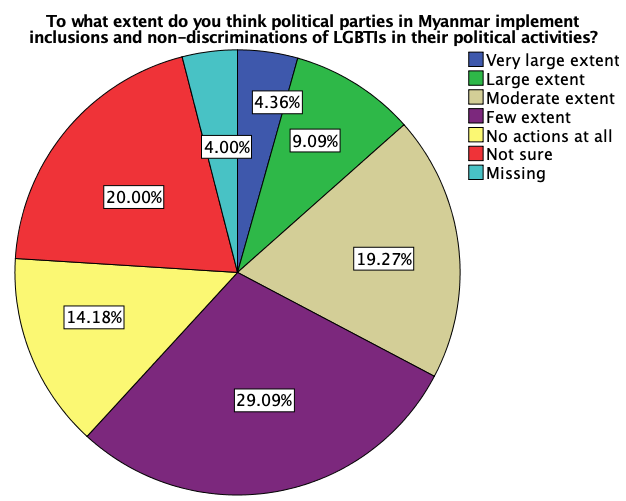 To what extent do you think political parties in Myanmar implement
inclusions and non-discriminations of LGBTIs in their political activities?
Very large extent
Large extent
Moderate extent
Few extent
No actions at all
Not sure
Missing
4.36%
9.09%
4.00%
20.00%
19.27%
14.18%
29.09%